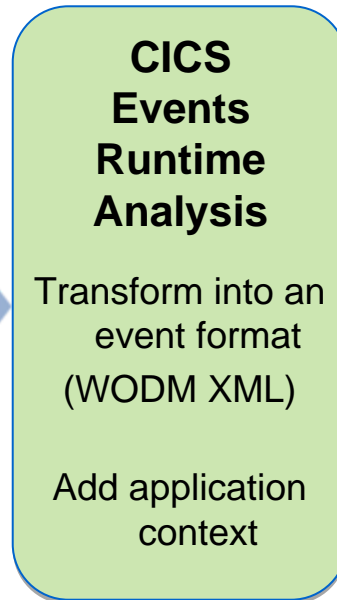 CICS
Events
Runtime
Analysis
Transform into an
event format
(WODM XML)
Add application
context